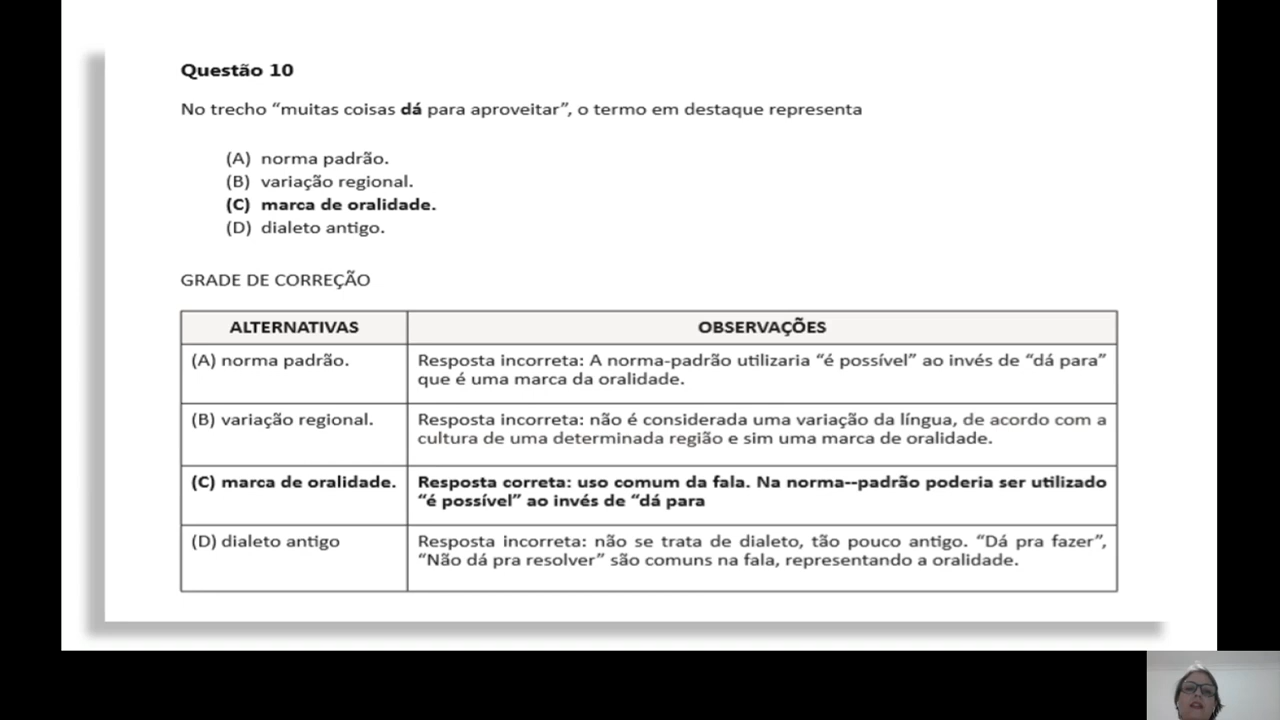 Questão 10
No trecho “muitas coisas dá para aproveitar”, o termo em destaque representa
(A) norma padrão.
(B) variação regional.
(C) marca de oralidade.
(D) dialeto antigo.
GRADE DE CORREÇÃO
ALTERNATIVAS
OBSERVAÇÕES
(A) norma padrão.
Resposta incorreta: A norma-padrão utilizaria “é possível” ao invés de “dá para”
que é uma marca da oralidade.
(B) variação regional.
Resposta incorreta: não é considerada uma variação da língua, de acordo com a
cultura de uma determinada região e sim uma marca de oralidade.
(C) marca de oralidade.
Resposta correta: uso comum da fala. Na norma--padrão poderia ser utilizado
“é possível” ao invés de “dá para
(D) dialeto antigo
Resposta incorreta: não se trata de dialeto, tão pouco antigo. “Dá pra fazer”,
“Não dá pra resolver” são comuns na fala, representando a oralidade.